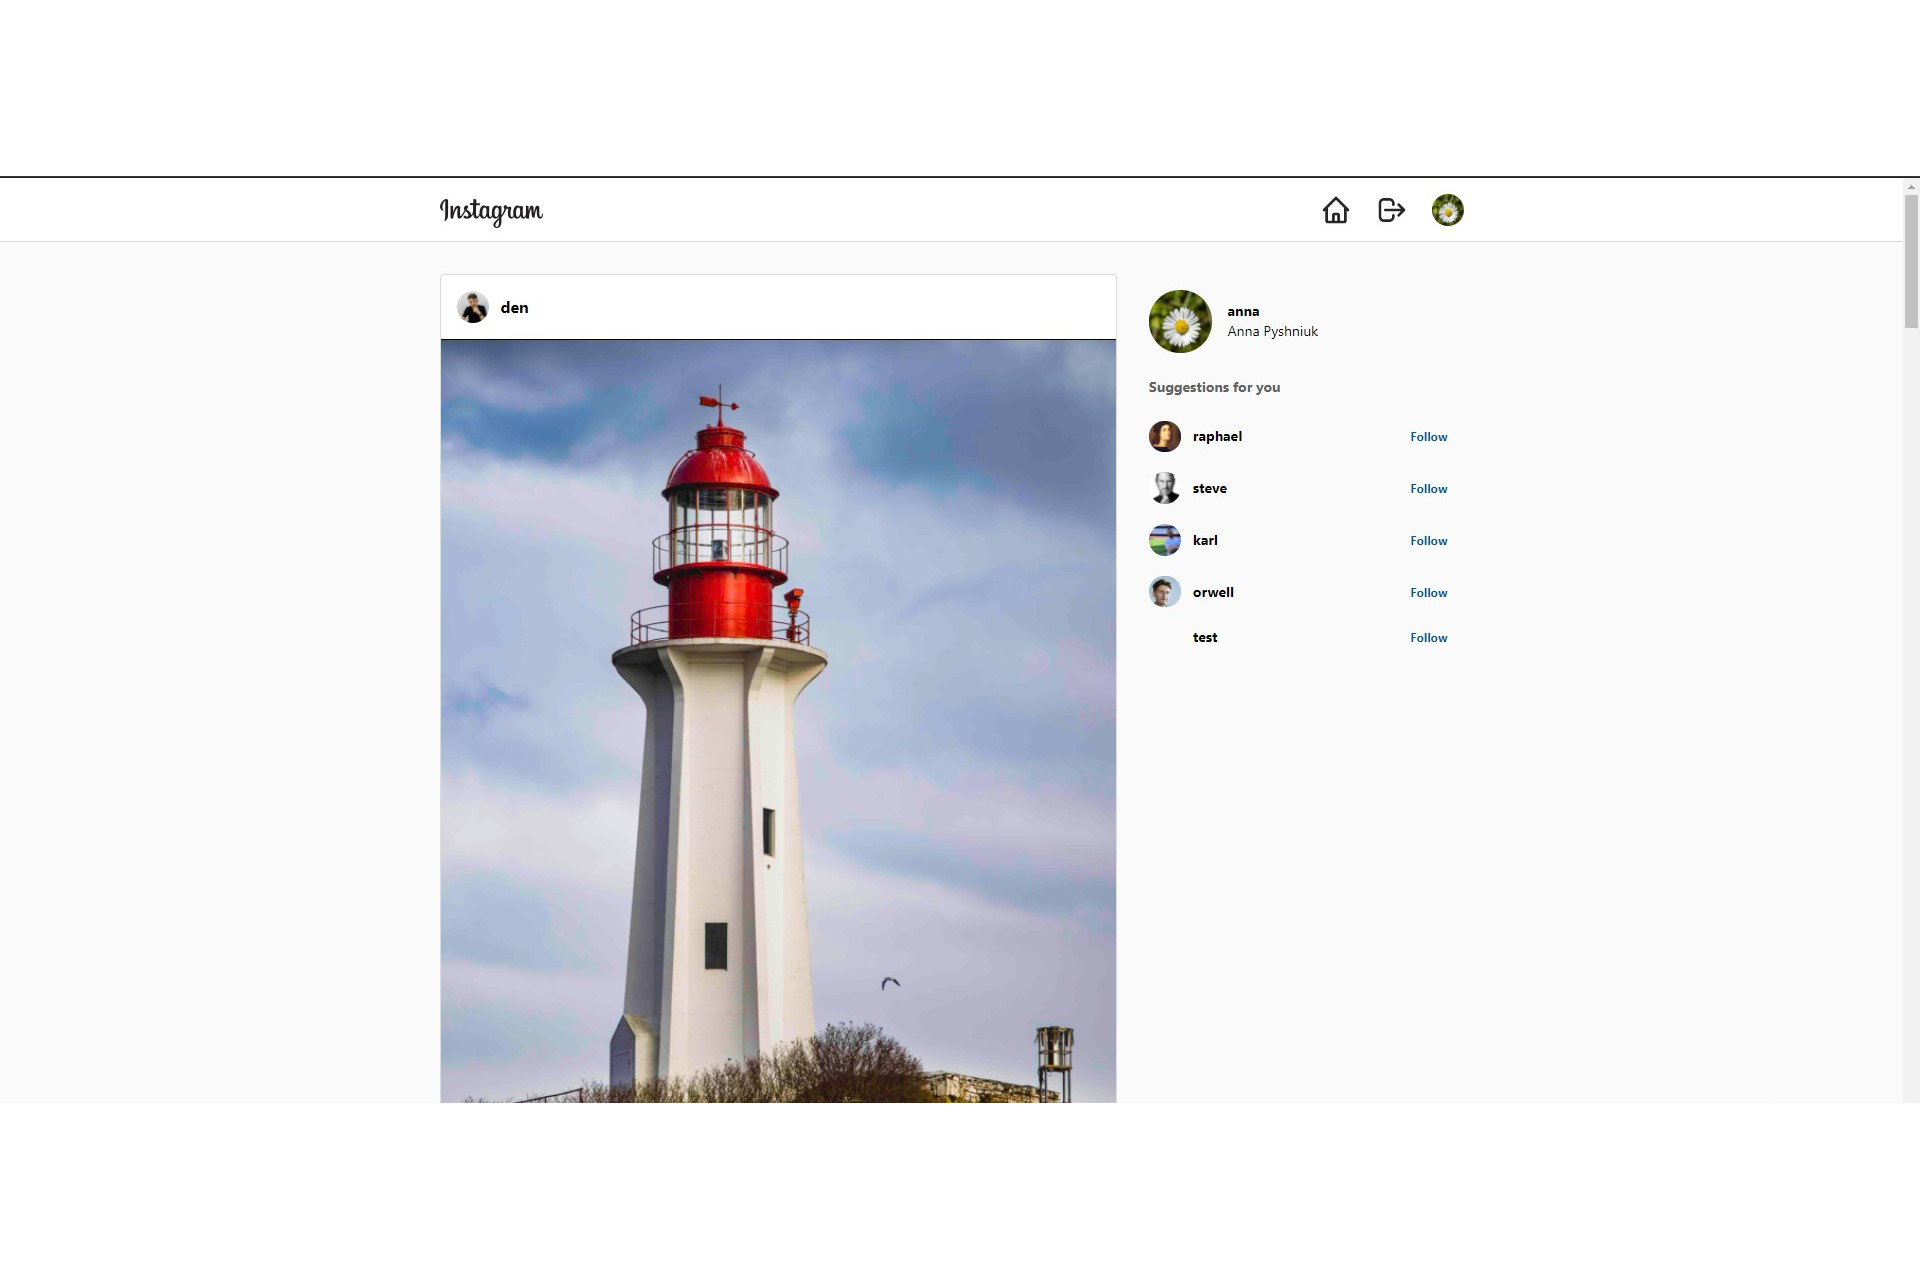 Instagram
den
anna
Anna Pyshniuk
Suggestions for you
raphael Follow
steve Follow
karl Follow
orwell Follow
test Follow